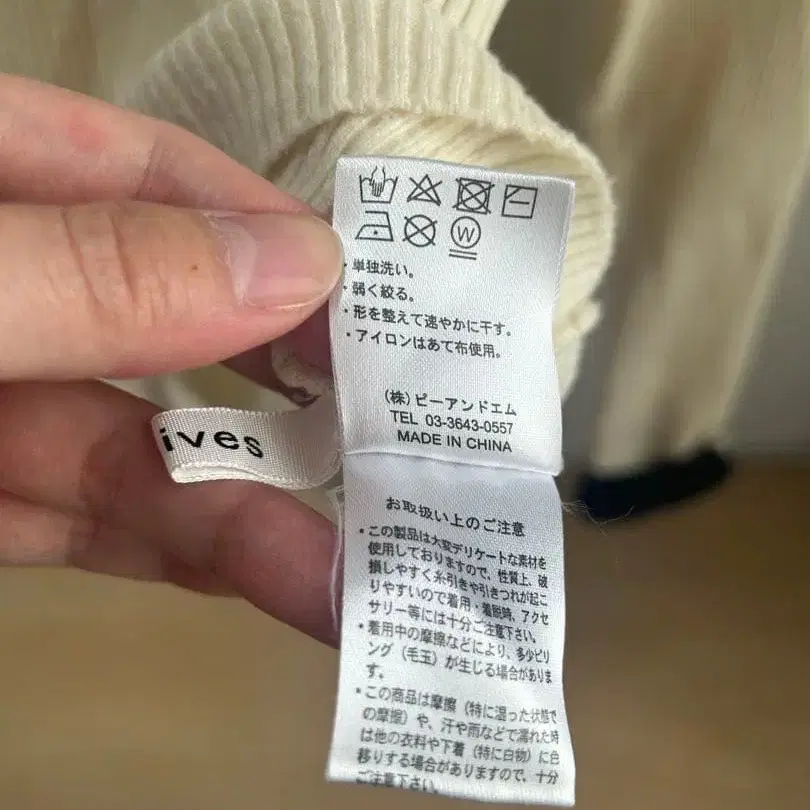 W
・単独洗い。
・弱く絞る。
・形を整えて速やかに干す。
・アイロンはあて布使用。
(株)ビーアンドエム
TEL 03-3643-0557
MADE IN CHINA
ives
お取扱い上のご注意
・この製品は大変デリケートな素材を
使用しておりますので、性質上、破
損しやすく糸引きや引きつれが起こ
りやすいので着用・着脱時、アクセ
サリー等には十分ご注意下さい。
・着用中の摩擦などにより、多少ピリ
ング(毛玉)が生じる場合がありま
す。
・この商品は摩擦(特に湿った状態で
の摩擦)や、汗や雨などで濡れた時
は他の衣料や下着(特に白物)に色
移りする場合がありますので、十分
ご注意下さい。